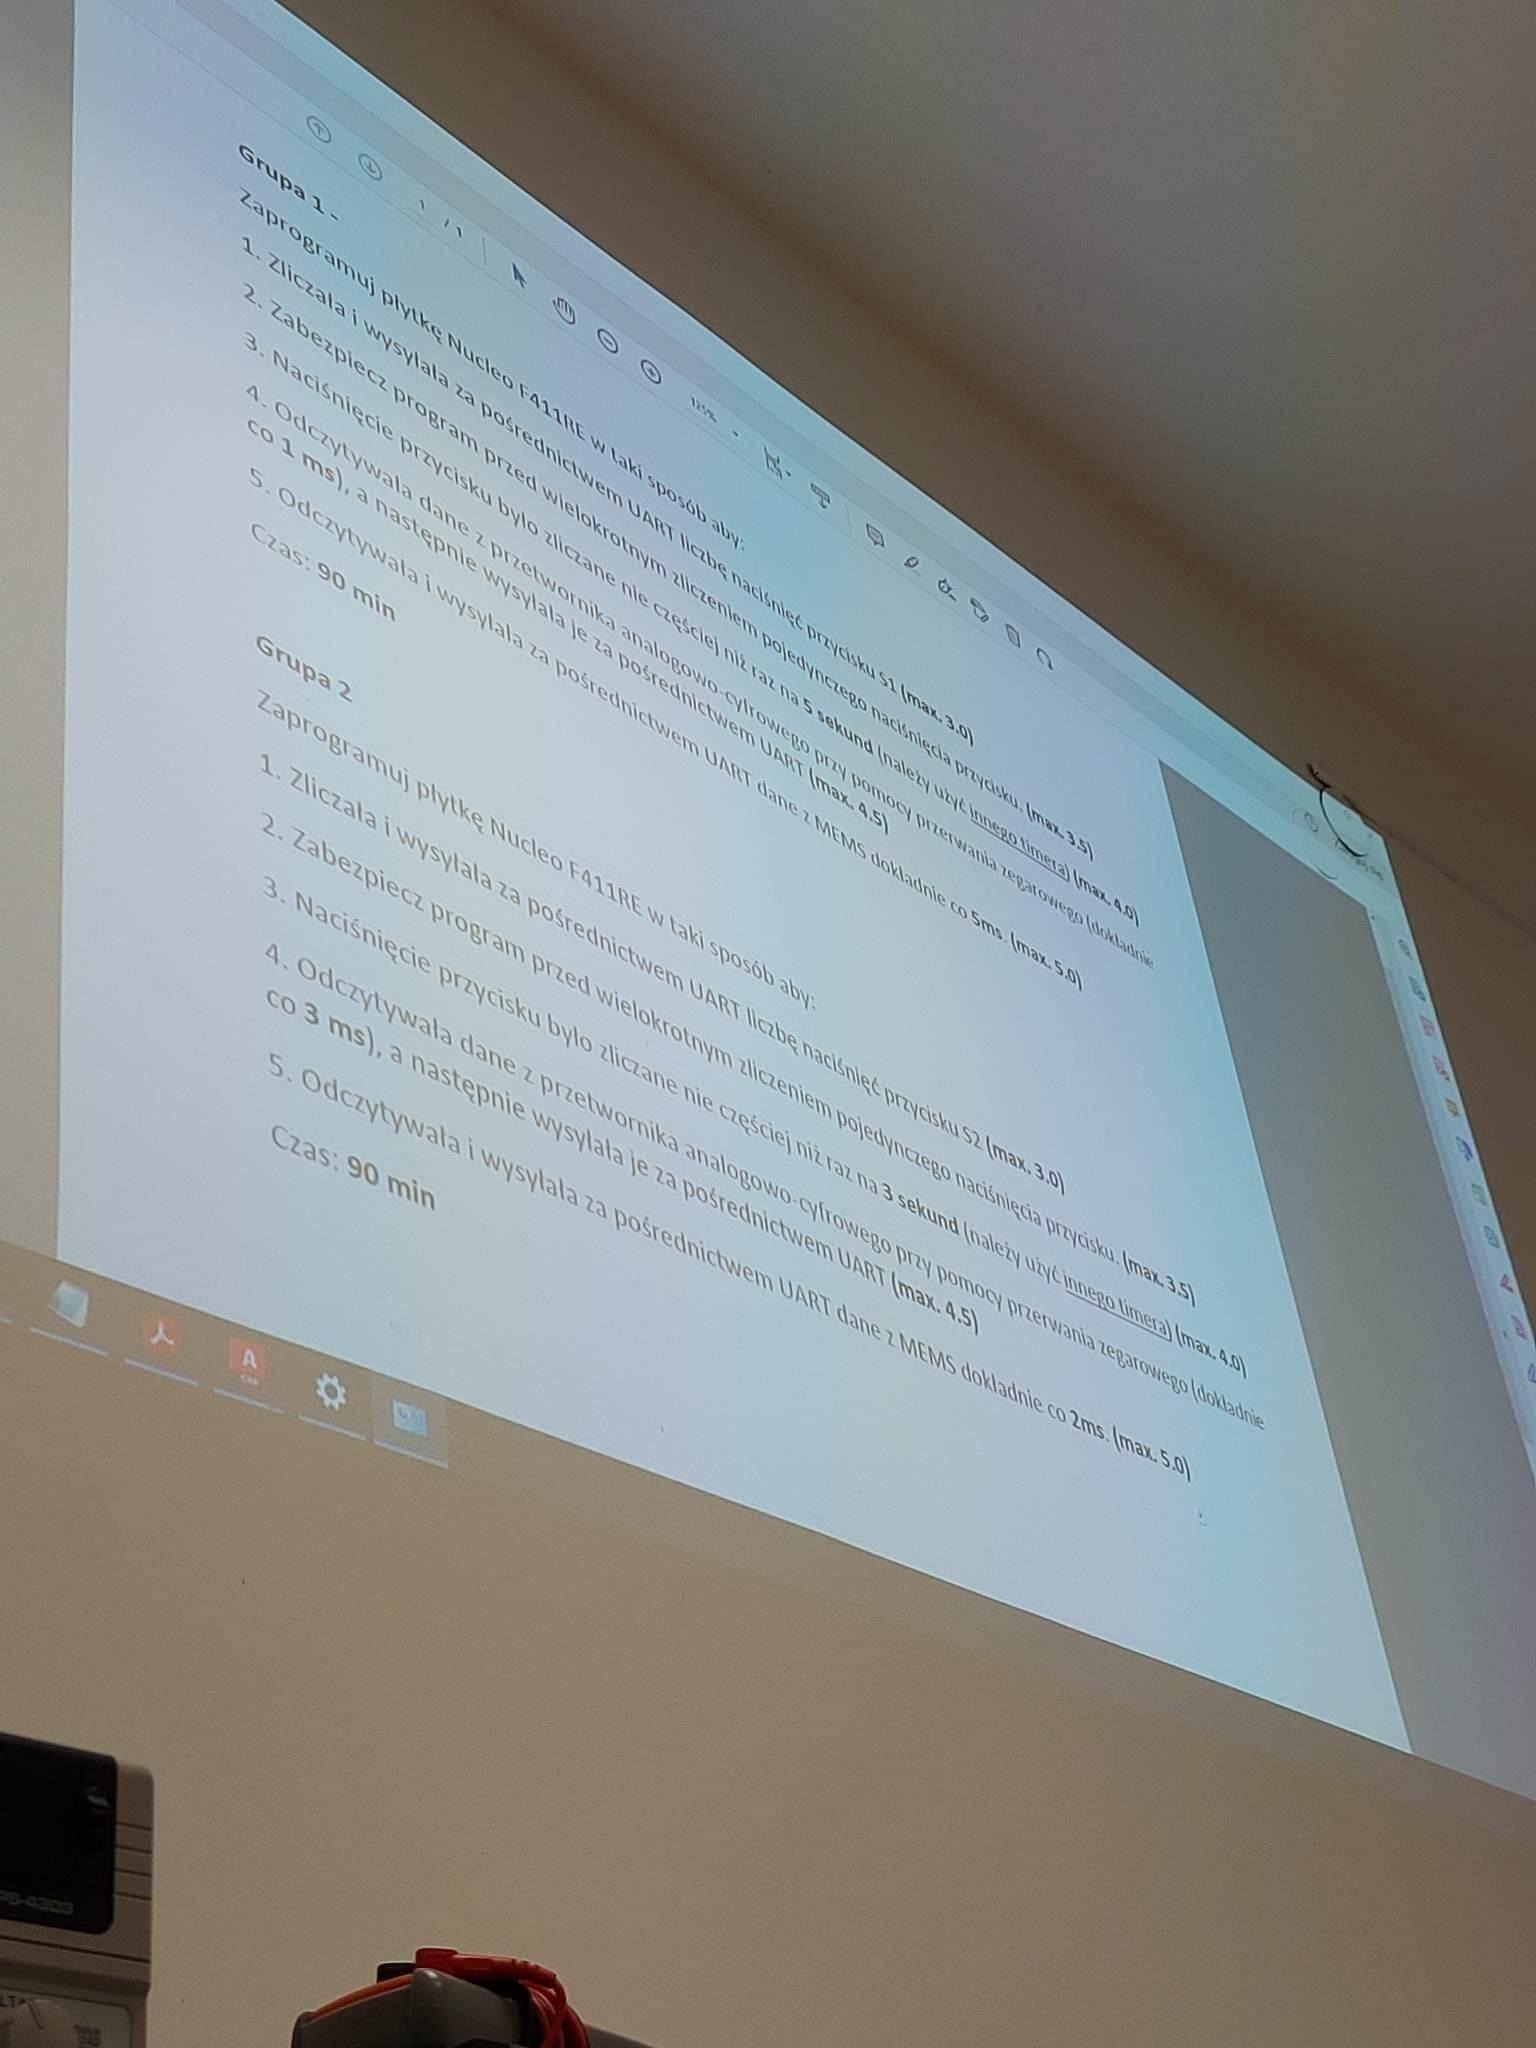 1 / 1
125%
Grupa 1 -
Zaprogramuj płytkę Nucleo F411RE w taki sposób aby:
1. Zliczała i wysyłała za pośrednictwem UART liczbę naciśnięć przycisku S1 (max. 3.0)
2. Zabezpiecz program przed wielokrotnym zliczeniem pojedynczego naciśnięcia przycisku. (max. 3.5)
3. Naciśnięcie przycisku było zliczane nie częściej niż raz na 5 sekund (należy użyć innego timera) (max. 4.0)
4. Odczytywała dane z przetwornika analogowo-cyfrowego przy pomocy przerwania zegarowego (dokładnie
co 1 ms), a następnie wysyłała je za pośrednictwem UART (max. 4.5)
5. Odczytywała i wysyłała za pośrednictwem UART dane z MEMS dokładnie co 5ms. (max. 5.0)
Czas: 90 min
Grupa 2
Zaprogramuj płytkę Nucleo F411RE w taki sposób aby:
1. Zliczała i wysyłała za pośrednictwem UART liczbę naciśnięć przycisku S2 (max. 3.0)
2. Zabezpiecz program przed wielokrotnym zliczeniem pojedynczego naciśnięcia przycisku. (max. 3.5)
3. Naciśnięcie przycisku było zliczane nie częściej niż raz na 3 sekund (należy użyć innego timera) (max. 4.0)
4. Odczytywała dane z przetwornika analogowo-cyfrowego przy pomocy przerwania zegarowego (dokładnie
co 3 ms), a następnie wysyłała je za pośrednictwem UART (max. 4.5)
5. Odczytywała i wysyłała za pośrednictwem UART dane z MEMS dokładnie co 2ms. (max. 5.0)
Czas: 90 min
A